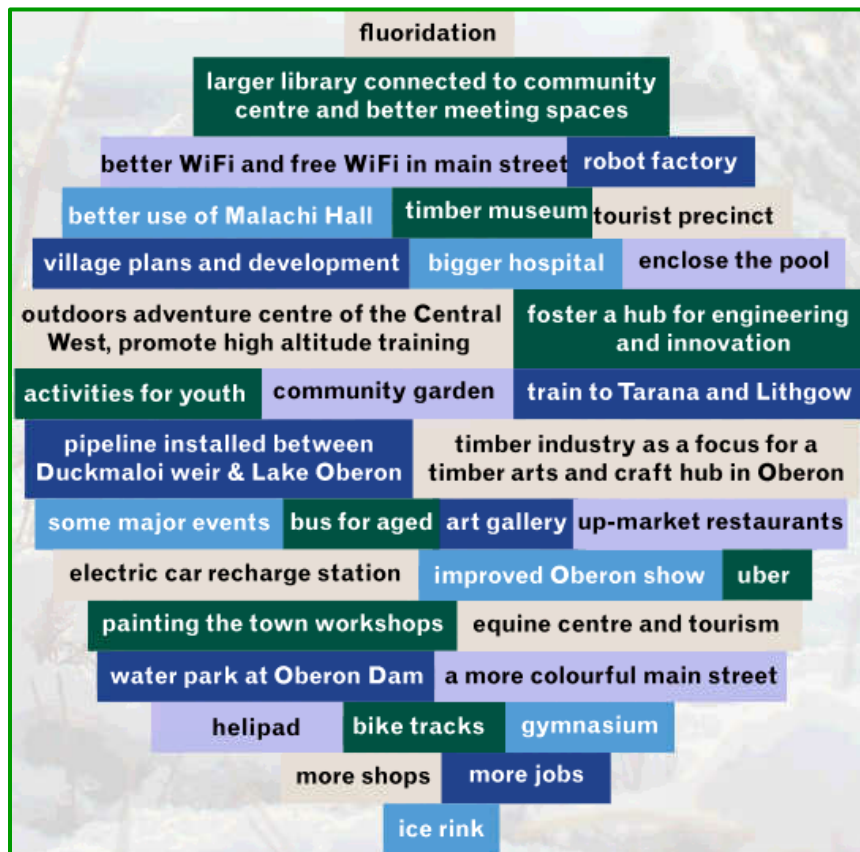 fluoridation
larger library connected to community
centre and better meeting spaces
better WiFi and free WiFi in main street robot factory
better use of Malachi Hall timber museum tourist precinct
village plans and development bigger hospital enclose the pool
outdoors adventure centre of the Central
West, promote high altitude training
foster a hub for engineering
and innovation
activities for youth community garden train to Tarana and Lithgow
pipeline installed between
Duckmaloi weir & Lake Oberon
timber industry as a focus for a
timber arts and craft hub in Oberon
some major events bus for aged art gallery up-market restaurants
electric car recharge station improved Oberon show uber
painting the town workshops equine centre and tourism
water park at Oberon Dam a more colourful main street
helipad bike tracks gymnasium
more shops more jobs
ice rink